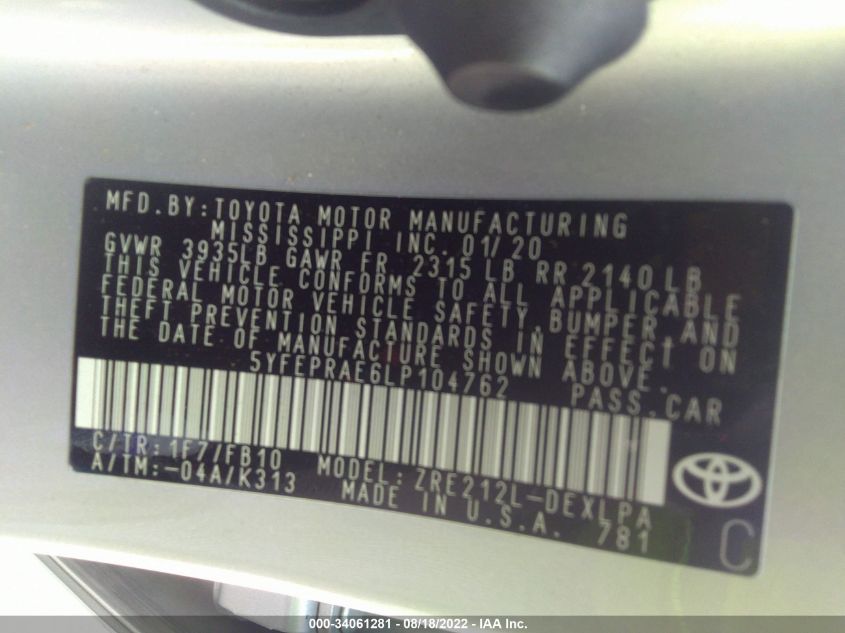 MFD.BY:TOYOTA MOTOR MANUFACTURING
MISSISSIPPI INC. 01/20
GVWR 3935LB GAWR FR 2315 LB RR 2140 LB
THIS VEHICLE CONFORMS TO ALL APPLICABLE
FEDERAL MOTOR VEHICLE SAFETY,BUMPER,AND
THEFT PREVENTION STANDARDS IN EFFECT ON
THE DATE OF MANUFACTURE SHOWN ABOVE.
5YFEPRAE6LP104762 PASS.CAR
C/TR:1F7/FB10 MODEL:ZRE212L-DEXLPA
A/TM:-04A/K313 MADE IN U.S.A. 781
C
000-34061281 - 08/18/2022 - IAA Inc.